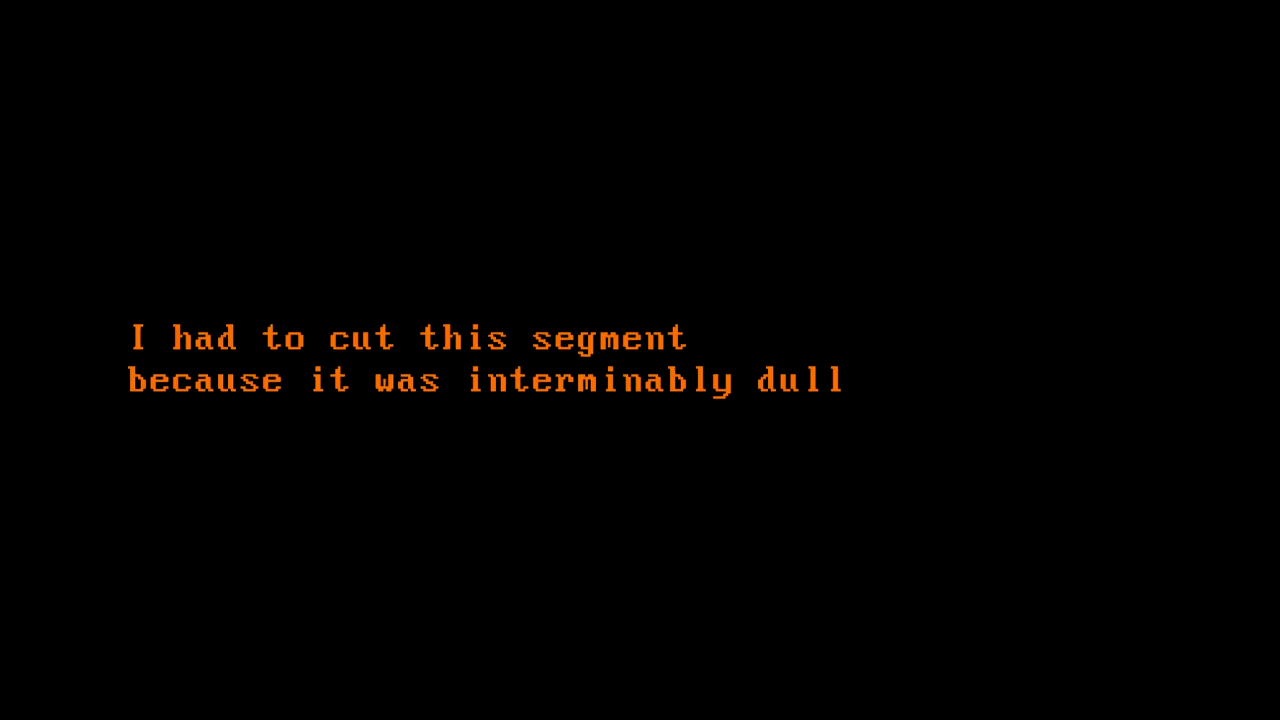 I had to cut this segment
because it was interminably dull